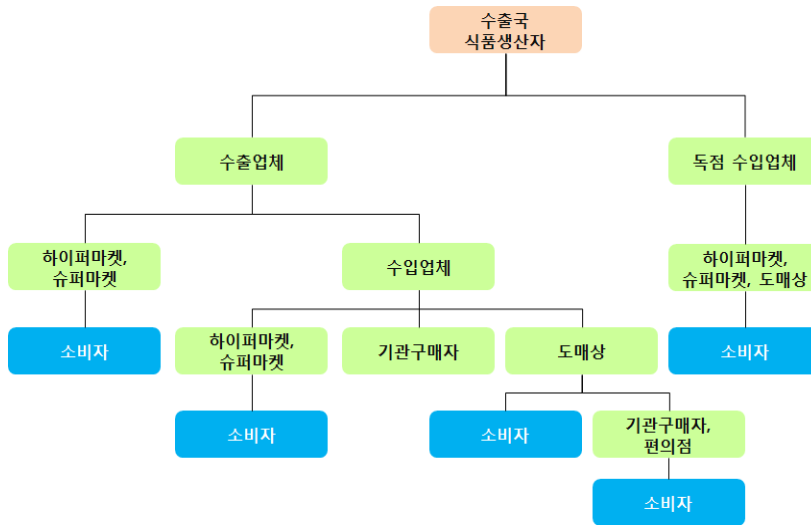 수출국
식품생산자
수출업체
독점 수입업체
하이퍼마켓,
슈퍼마켓
수입업체
하이퍼마켓,
슈퍼마켓, 도매상
소비자
하이퍼마켓,
슈퍼마켓
기관구매자
도매상
소비자
소비자
소비자
기관구매자,
편의점
소비자